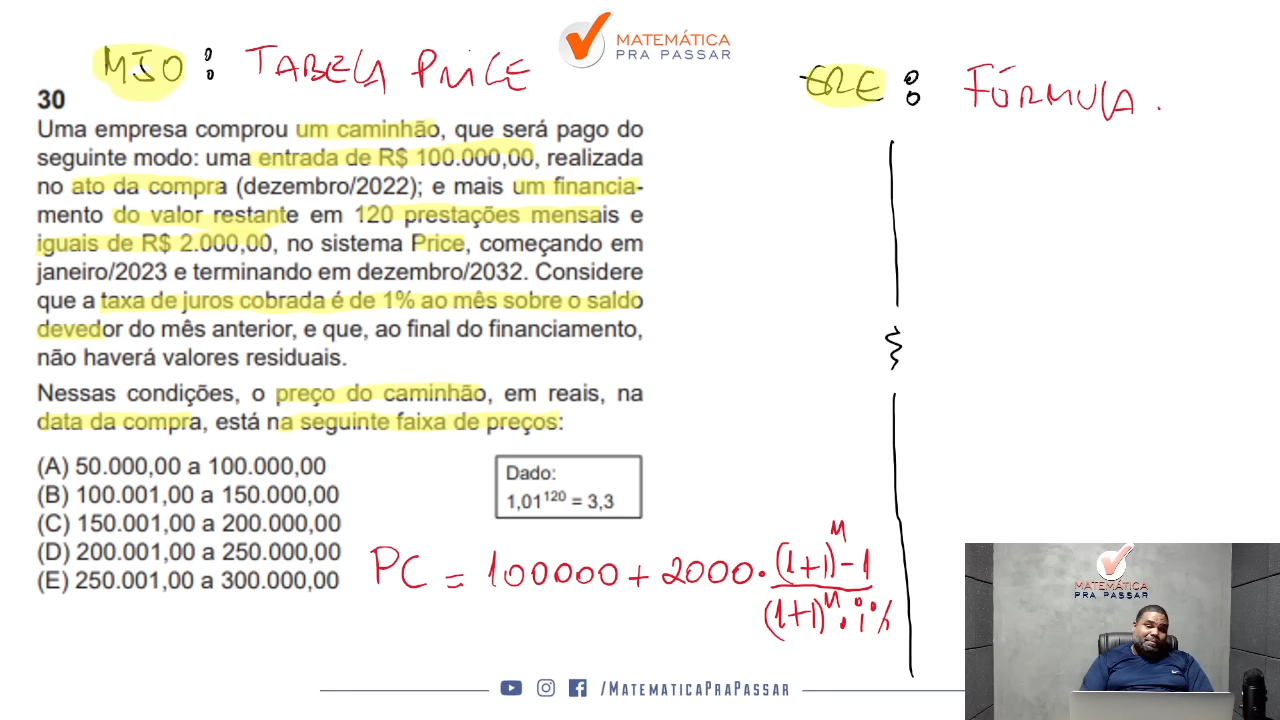 MATEMÁTICA
PRA PASSAR
MJO : TABELA PRICE
: FÓRMULA.
30
Uma empresa comprou um caminhão, que será pago do
seguinte modo: uma entrada de R$ 100.000,00, realizada
no ato da compra (dezembro/2022); e mais um financia-
mento do valor restante em 120 prestações mensais e
iguais de R$ 2.000,00, no sistema Price, começando em
janeiro/2023 e terminando em dezembro/2032. Considere
que a taxa de juros cobrada é de 1% ao mês sobre o saldo
devedor do mês anterior, e que, ao final do financiamento,
não haverá valores residuais.
Nessas condições, o preço do caminhão, em reais, na
data da compra, está na seguinte faixa de preços:
(A) 50.000,00 a 100.000,00
(B) 100.001,00 a 150.000,00
(C) 150.001,00 a 200.000,00
(D) 200.001,00 a 250.000,00
(E) 250.001,00 a 300.000,00
Dado:
1,01¹²⁰ = 3,3
PC = 100000 + 2000 . (1+1)ᴹ - 1
(1+1)ᴹ . i%
MATEMÁTICA
PRA PASSAR
/MatematicaPraPassar